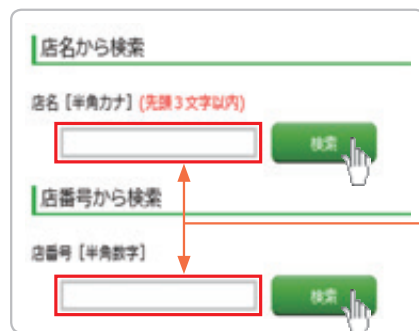 店名から検索
店名［半角カナ］(先頭３文字以内)
検索
店番号から検索
店番号［半角数字］
検索